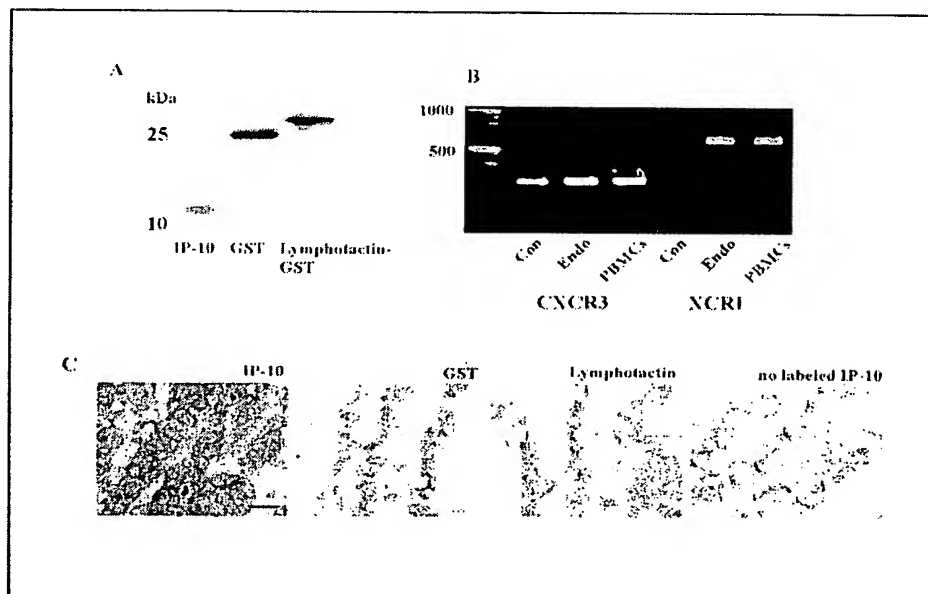 A
kDa
25
10
IP-10 GST Lymphotactin-
GST
B
1000
500
Con Endo PBMCs Con Endo PBMCs
CXCR3 XCR1
C
IP-10 GST Lymphotactin no labeled IP-10